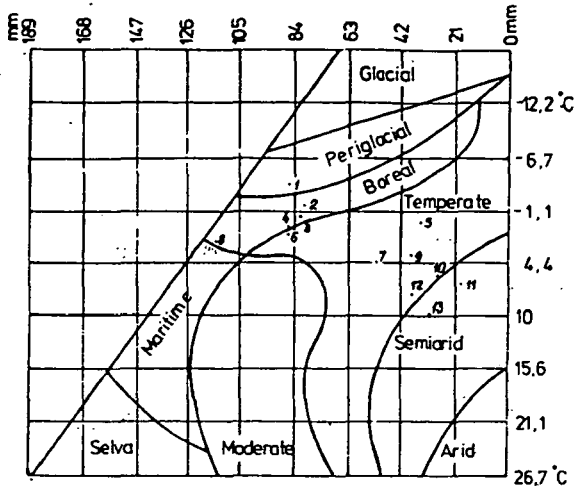 mm
189
168
147
126
105
84
63
42
21
0 mm
Glacial
-12,2 °C
Periglacial
-6,7
Boreal
1
2
Temperate
-1,1
4
3
5
6
8
7
9
4,4
10
11
12
13
10
Maritime
Semiarid
15,6
21,1
Selva
Moderate
Arid
26,7 °C